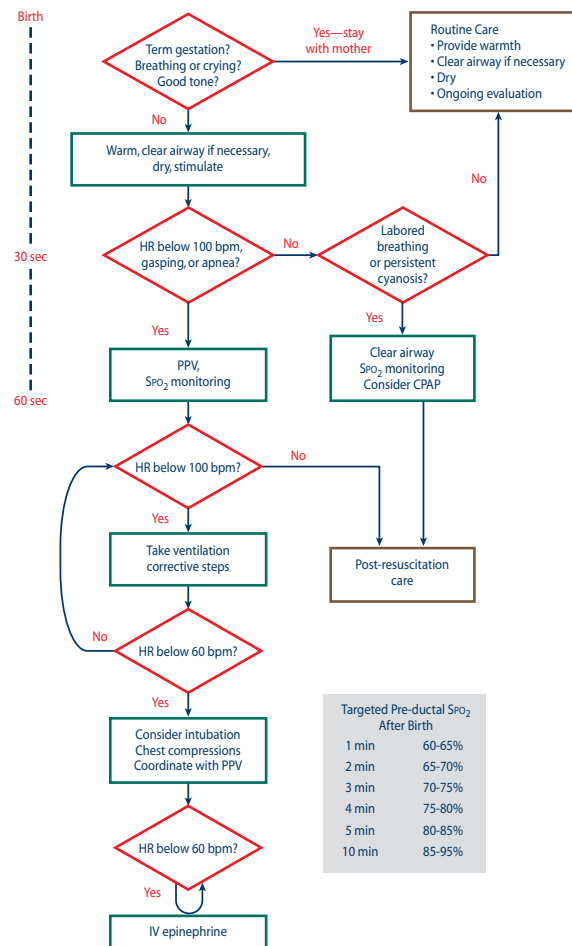 Birth
Term gestation?
Breathing or crying?
Good tone?
Yes—stay
with mother
Routine Care
• Provide warmth
• Clear airway if necessary
• Dry
• Ongoing evaluation
No
Warm, clear airway if necessary,
dry, stimulate
No
30 sec
HR below 100 bpm,
gasping, or apnea?
No
Labored
breathing
or persistent
cyanosis?
Yes
Yes
PPV,
SPO2 monitoring
Clear airway
SPO2 monitoring
Consider CPAP
60 sec
HR below 100 bpm?
No
Yes
Take ventilation
corrective steps
Post-resuscitation
care
No
HR below 60 bpm?
Yes
Consider intubation
Chest compressions
Coordinate with PPV
HR below 60 bpm?
Yes
IV epinephrine
Targeted Pre-ductal SPO2
After Birth
1 min 60-65%
2 min 65-70%
3 min 70-75%
4 min 75-80%
5 min 80-85%
10 min 85-95%